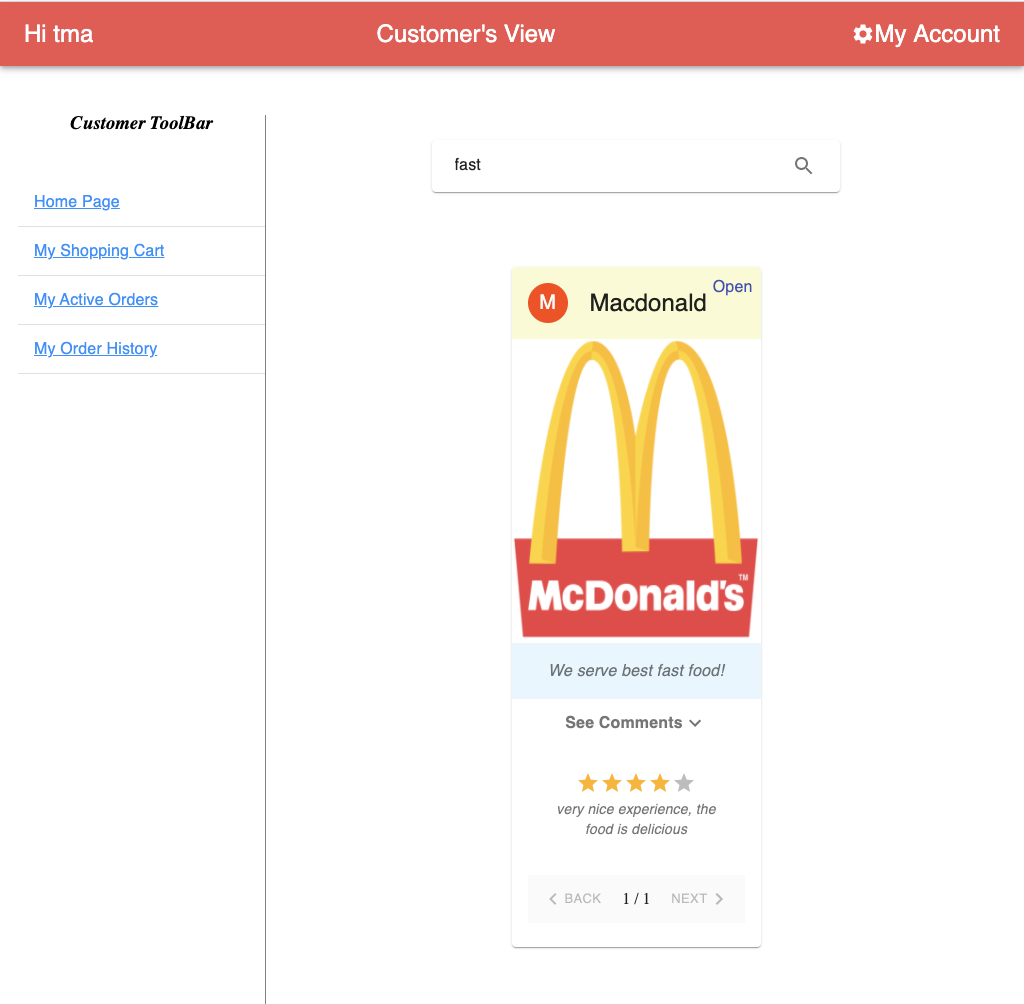 Hi tma
Customer's View
My Account
Customer ToolBar
Home Page
My Shopping Cart
My Active Orders
My Order History
fast
M
Macdonald
Open
McDonald's
TM
We serve best fast food!
See Comments
very nice experience, the
food is delicious
BACK
1 / 1
NEXT